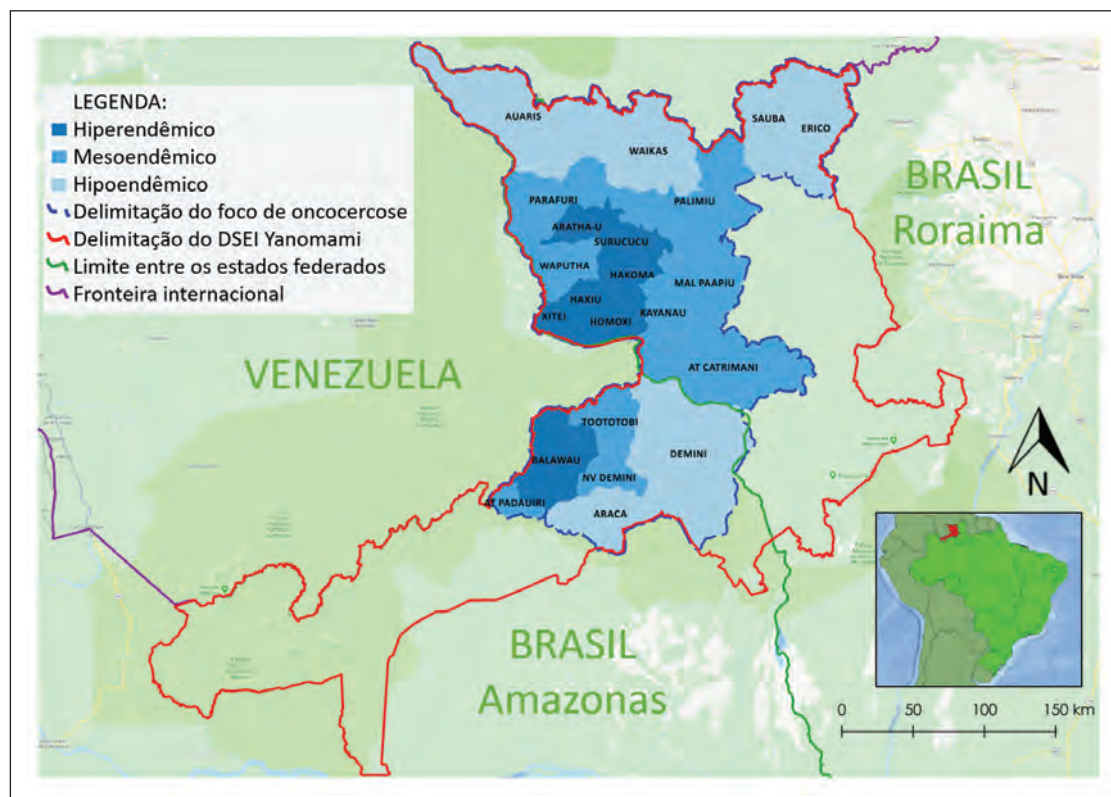 LEGENDA:
Hiperendêmico
Mesoendêmico
Hipoendêmico
Delimitação do foco de oncocercose
Delimitação do DSEI Yanomami
Limite entre os estados federados
Fronteira internacional
AUARIS
WAIKAS
SAUBA
ERICO
PARAFURI
PALIMIU
ARATHA-U
SURUCUCU
WAPUTHA
HAKOMA
MAL PAAPIU
HAXIU
XITEI
HOMOXI
KAYANAU
AT CATRIMANI
TOOTOTOBI
BALAWAU
DEMINI
NV DEMINI
AT PADAUIRI
ARACA
BRASIL
Roraima
VENEZUELA
BRASIL
Amazonas
N
0 50 100 150 km